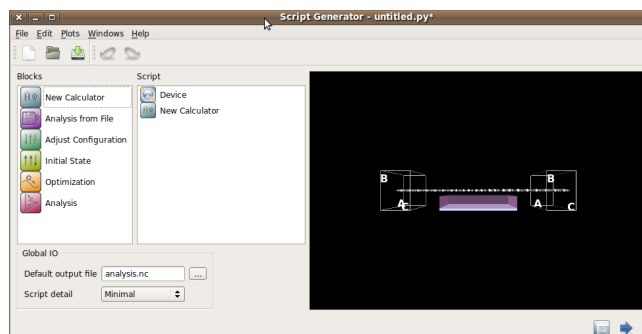 Script Generator - untitled.py*
File Edit Plots Windows Help
Blocks
New Calculator
Analysis from File
Adjust Configuration
Initial State
Optimization
Analysis
Script
Device
New Calculator
B
A
C
B
A
C
Global IO
Default output file analysis.nc ...
Script detail Minimal